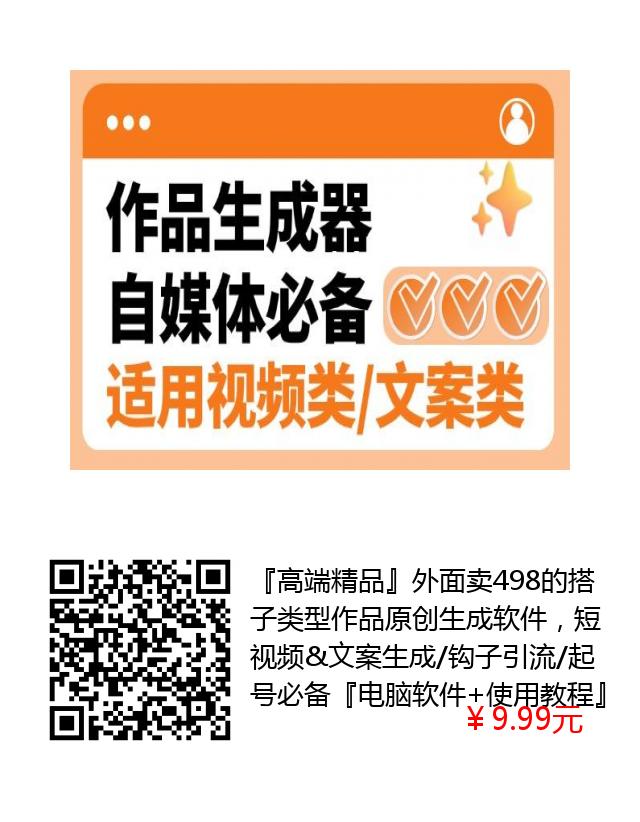 作品生成器
自媒体必备
适用视频类/文案类
『高端精品』外面卖498的搭
子类型作品原创生成软件，短
视频&文案生成/钩子引流/起
号必备『电脑软件+使用教程』
￥9.99元